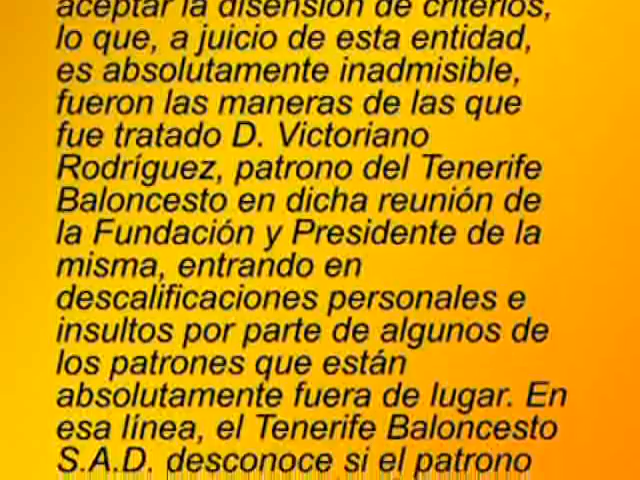 aceptar la disensión de criterios,
lo que, a juicio de esta entidad,
es absolutamente inadmisible,
fueron las maneras de las que
fue tratado D. Victoriano
Rodríguez, patrono del Tenerife
Baloncesto en dicha reunión de
la Fundación y Presidente de la
misma, entrando en
descalificaciones personales e
insultos por parte de algunos de
los patrones que están
absolutamente fuera de lugar. En
esa línea, el Tenerife Baloncesto
S.A.D. desconoce si el patrono